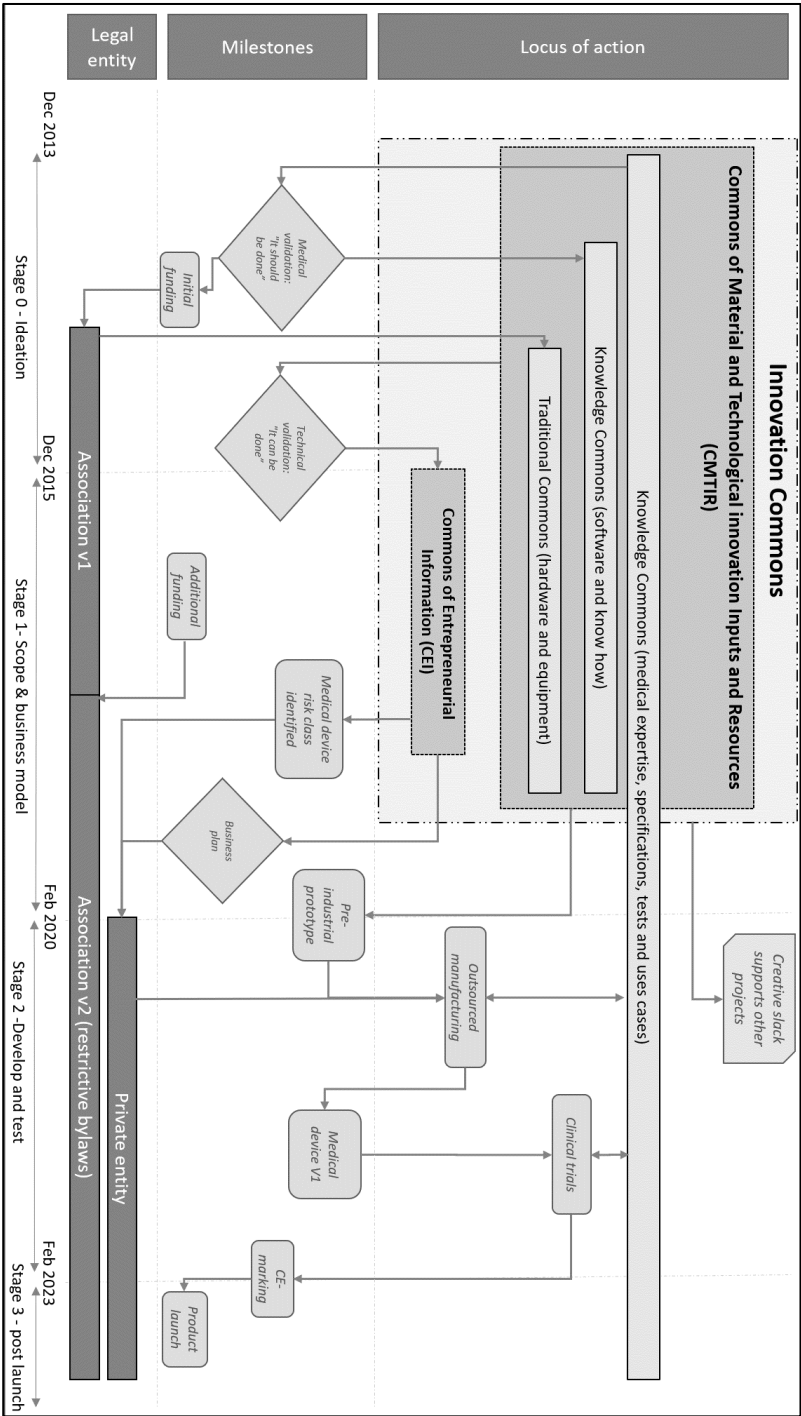 Locus of action
Milestones
Legal
entity
Innovation Commons
Commons of Material and Technological innovation Inputs and Resources
(CMTIR)
Knowledge Commons (medical expertise, specifications, tests and uses cases)
Knowledge Commons (software and know how)
Traditional Commons (hardware and equipment)
Commons of Entrepreneurial
Information (CEI)
Creative slack
supports other
projects
Outsourced
manufacturing
Clinical trials
Medical
validation:
"It should
be done"
Technical
validation:
"It can be
done"
Initial
funding
Additional
funding
Medical device
risk class
identified
Business
plan
Pre-
industrial
prototype
Medical
device V1
CE-
marking
Product
launch
Private entity
Association v1
Association v2 (restrictive bylaws)
Dec 2013
Dec 2015
Feb 2020
Feb 2023
Stage 0 - Ideation
Stage 1- Scope & business model
Stage 2 -Develop and test
Stage 3 - post launch